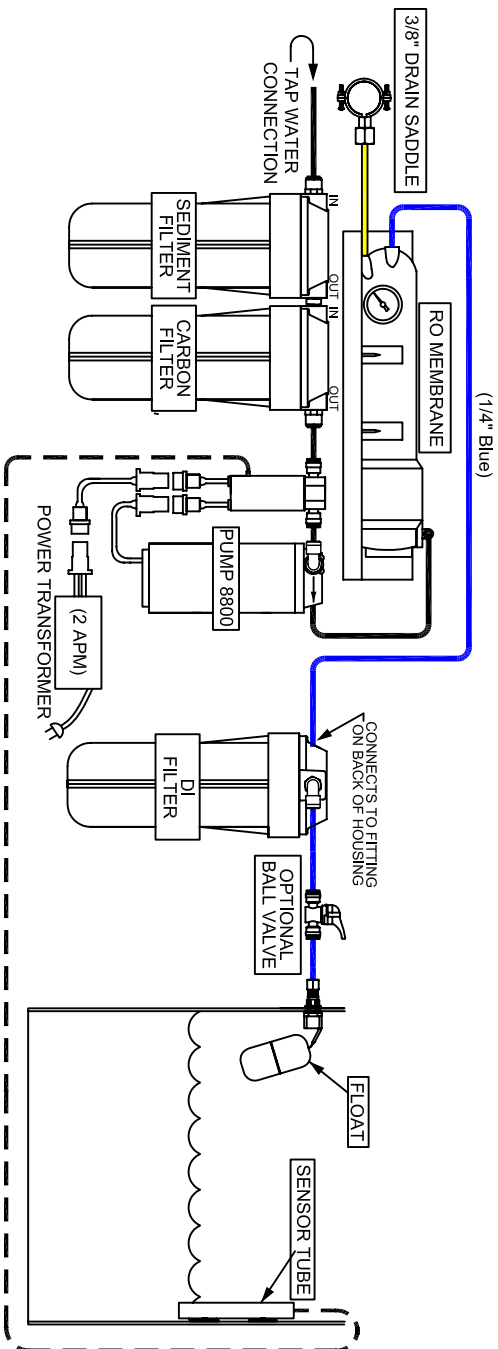 3/8" DRAIN SADDLE
TAP WATER
CONNECTION
IN
OUT
IN
OUT
SEDIMENT
FILTER
CARBON
FILTER
RO MEMBRANE
(1/4" Blue)
PUMP 8800
(2 APM)
POWER TRANSFORMER
CONNECTS TO FITTING
ON BACK OF HOUSING
DI
FILTER
OPTIONAL
BALL VALVE
FLOAT
SENSOR TUBE